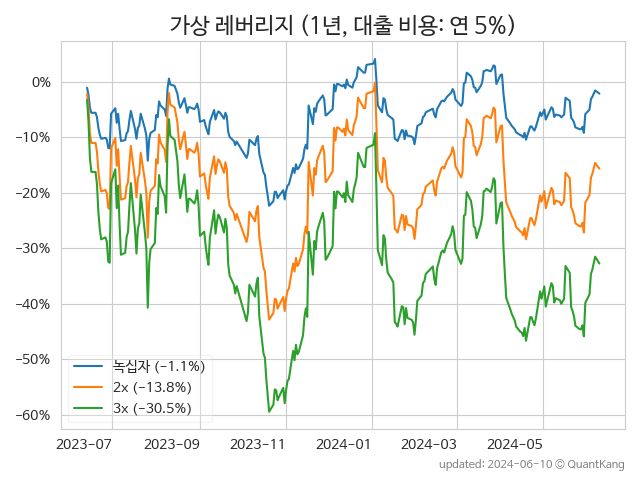 가상 레버리지 (1년, 대출 비용: 연 5%)
0%
−10%
−20%
−30%
−40%
−50%
−60%
녹십자 (−1.1%)
2x (−13.8%)
3x (−30.5%)
2023-07
2023-09
2023-11
2024-01
2024-03
2024-05
updated: 2024-06-10 © QuantKang